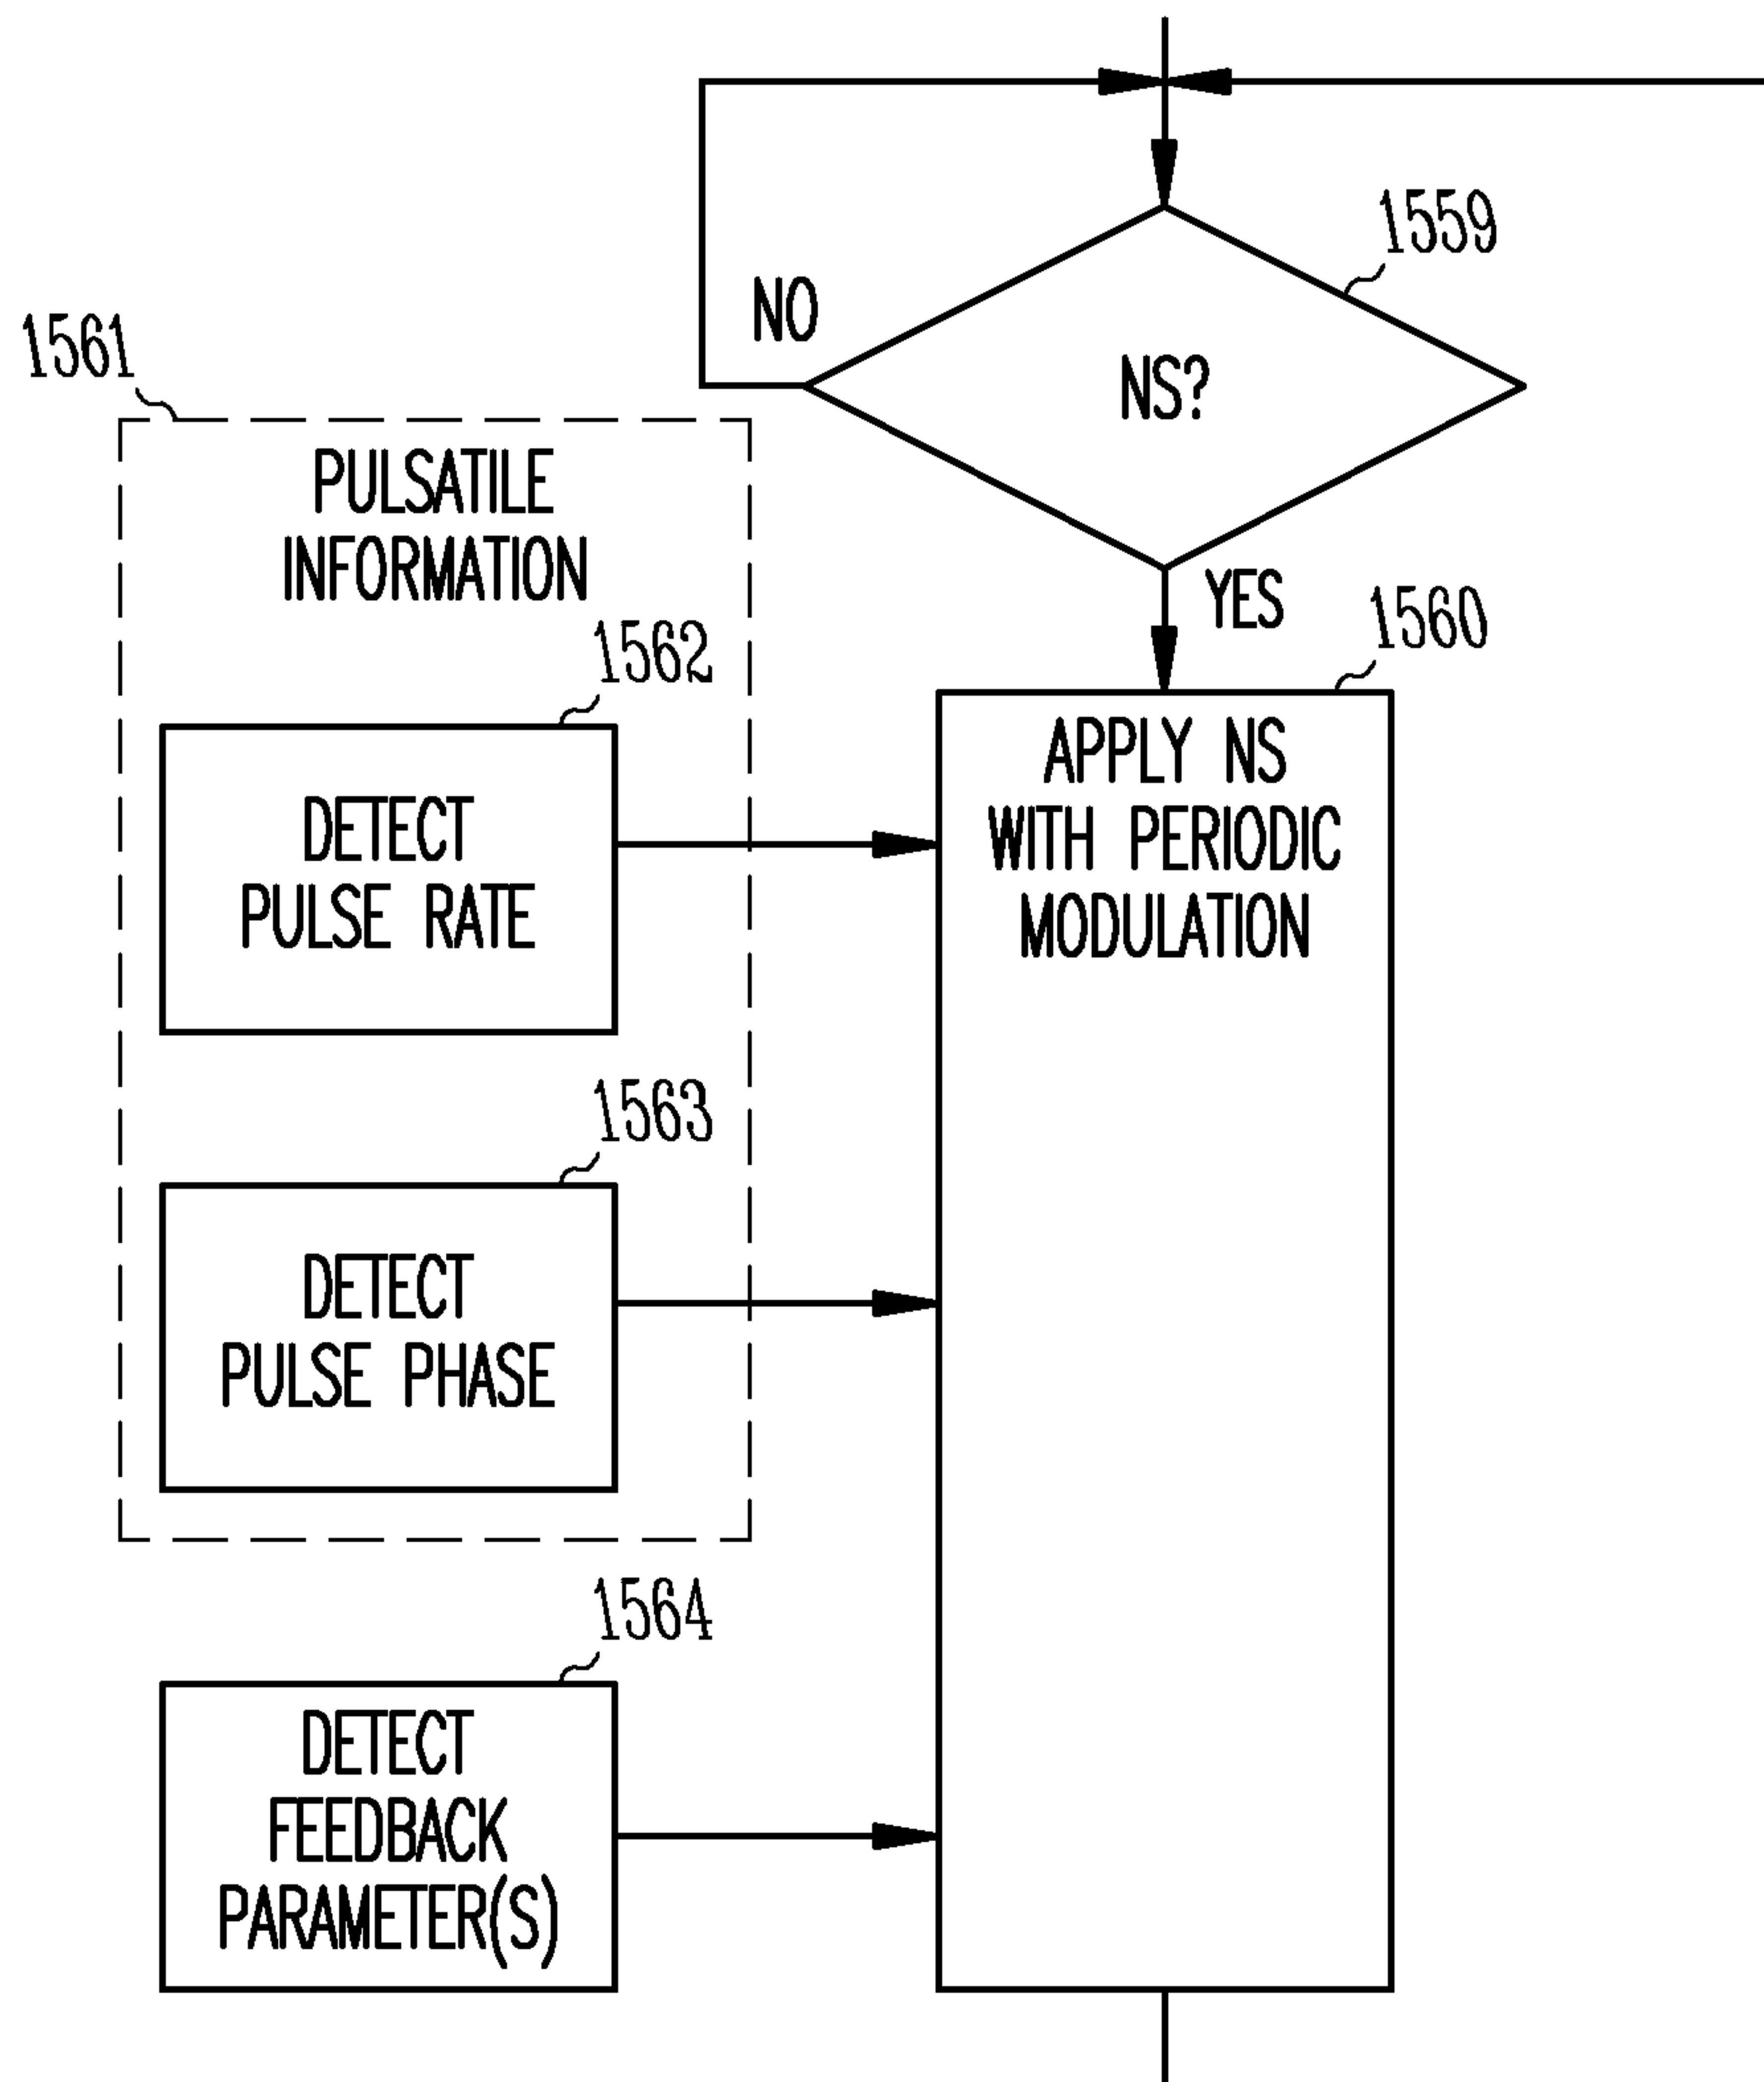 1559
NO
NS?
1561
PULSATILE
INFORMATION
YES
1560
1562
APPLY NS
WITH PERIODIC
MODULATION
DETECT
PULSE RATE
1563
DETECT
PULSE PHASE
1564
DETECT
FEEDBACK
PARAMETER(S)